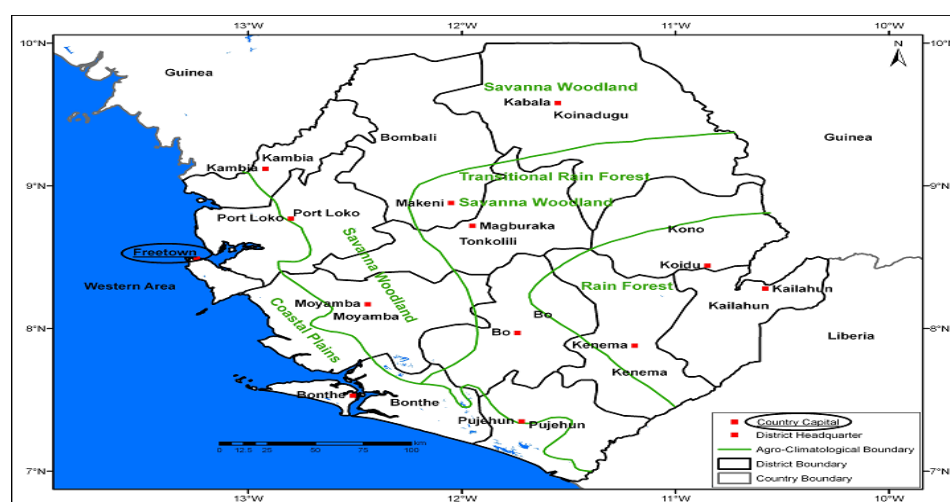 13°W 12°W 11°W 10°W
10°N 10°N
N
Guinea
Savanna Woodland
Kabala
Koinadugu
Bombali
Guinea
Kambia
Kambia
9°N 9°N
Transitional Rain Forest
Makeni Savanna Woodland
Port Loko Port Loko
Magburaka
Tonkolili
Kono
Freetown
Savanna Woodland
Koidu
Western Area
Rain Forest
Kailahun
Kailahun
Moyamba
Moyamba
Coastal Plains
Bo
Bo
8°N 8°N
Liberia
Kenema
Kenema
Bonthe
Bonthe
Pujehun
Pujehun
0 12.5 25 50 75 100
km
Country Capital
District Headquarter
Agro-Climatological Boundary
District Boundary
Country Boundary
7°N 7°N
13°W 12°W 11°W 10°W